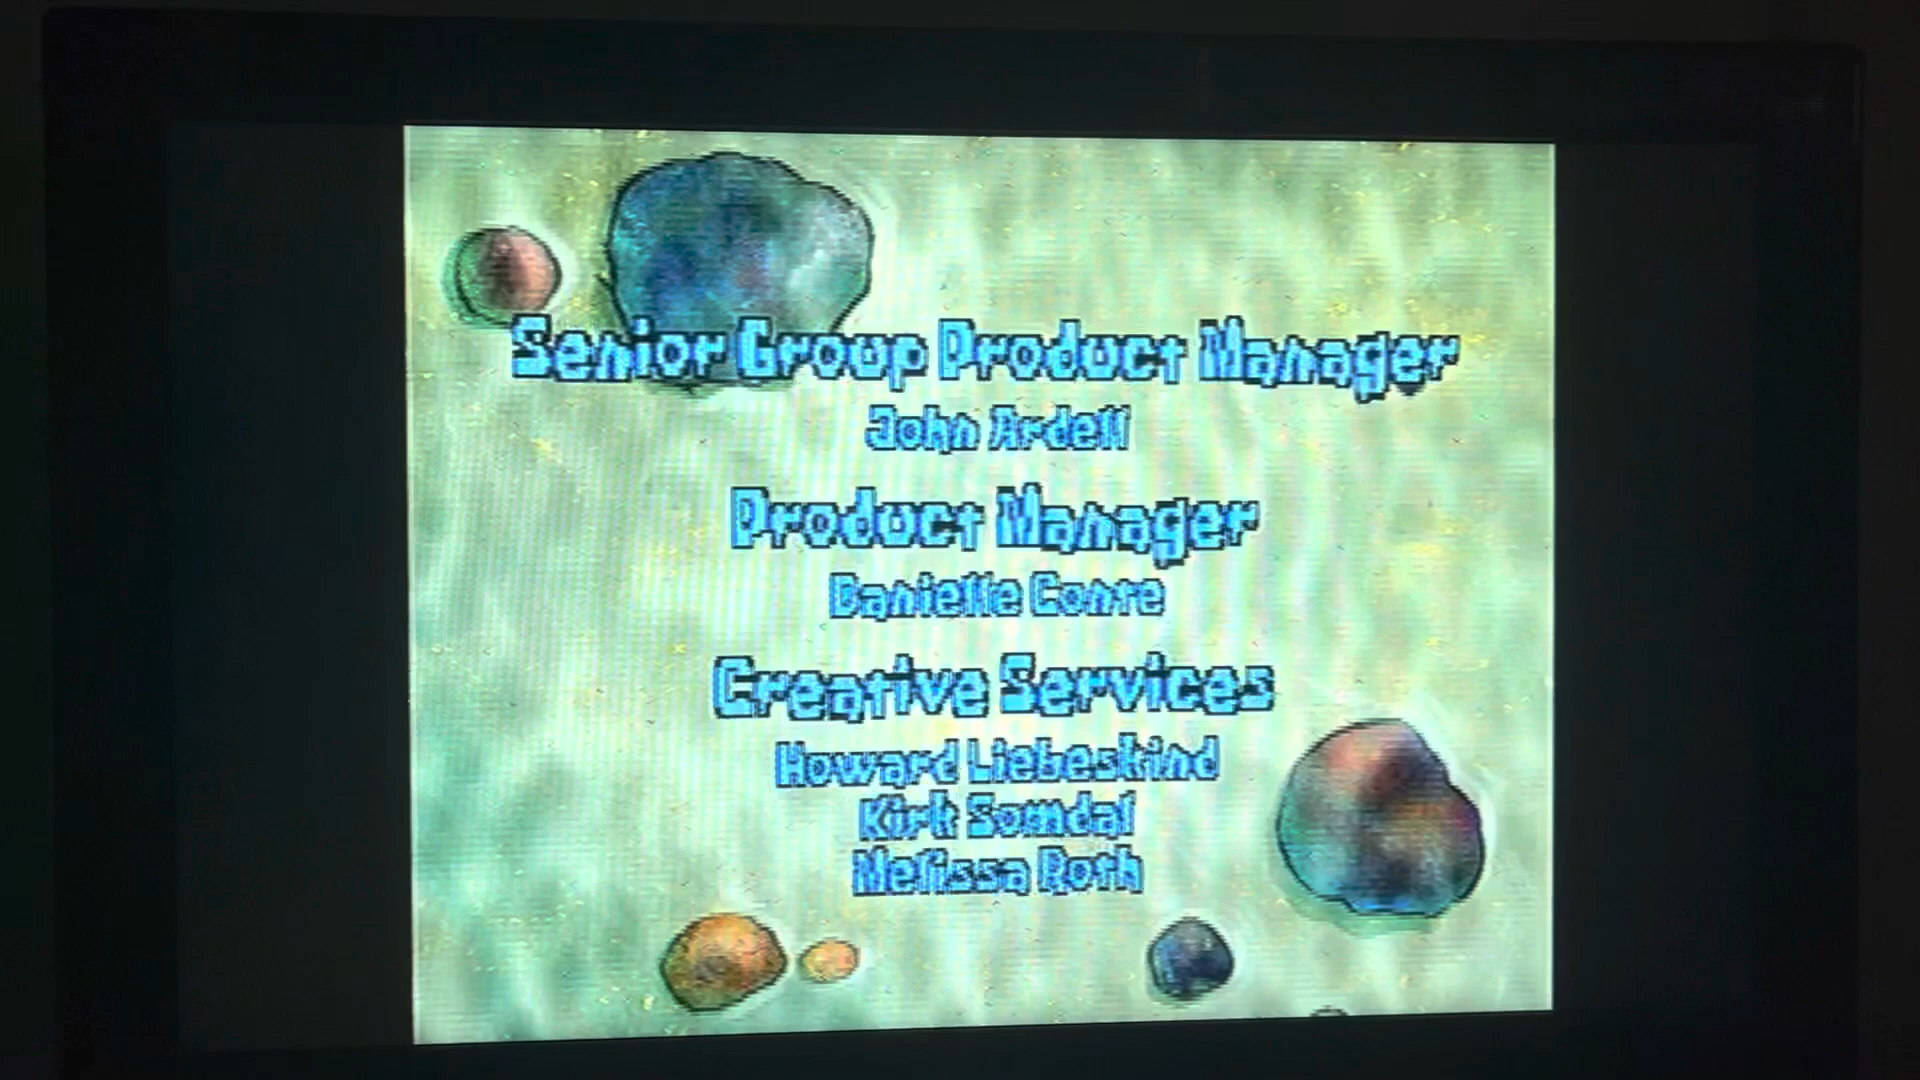 Senior Group Product Manager
John Ardell
Product Manager
Danielle Conte
Creative Services
Howard Liebeskind
Kirk Somdal
Melissa Roth